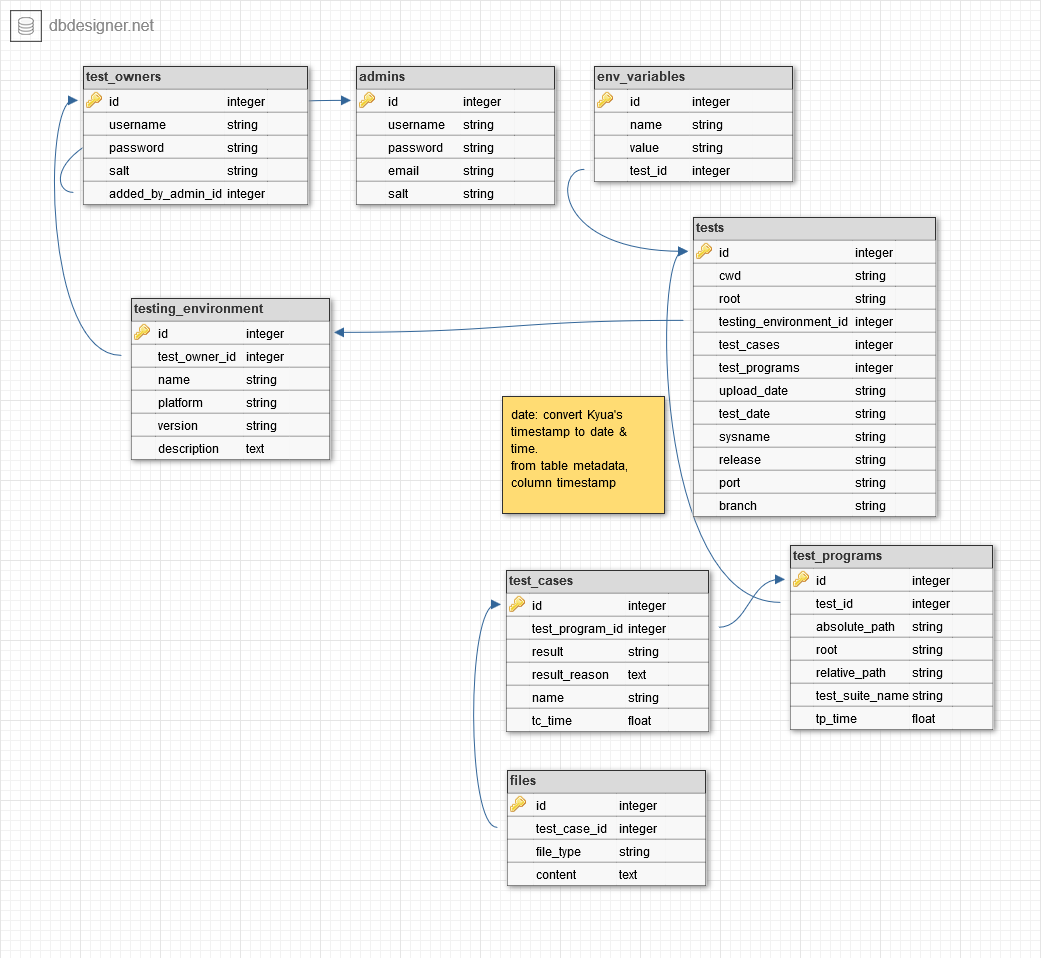 dbdesigner.net
test_owners
id integer
username string
password string
salt string
added_by_admin_id integer
admins
id integer
username string
password string
email string
salt string
env_variables
id integer
name string
value string
test_id integer
tests
id integer
cwd string
root string
testing_environment_id integer
test_cases integer
test_programs integer
upload_date string
test_date string
sysname string
release string
port string
branch string
testing_environment
id integer
test_owner_id integer
name string
platform string
version string
description text
date: convert Kyua's
timestamp to date &
time.
from table metadata,
column timestamp
test_programs
id integer
test_id integer
absolute_path string
root string
relative_path string
test_suite_name string
tp_time float
test_cases
id integer
test_program_id integer
result string
result_reason text
name string
tc_time float
files
id integer
test_case_id integer
file_type string
content text